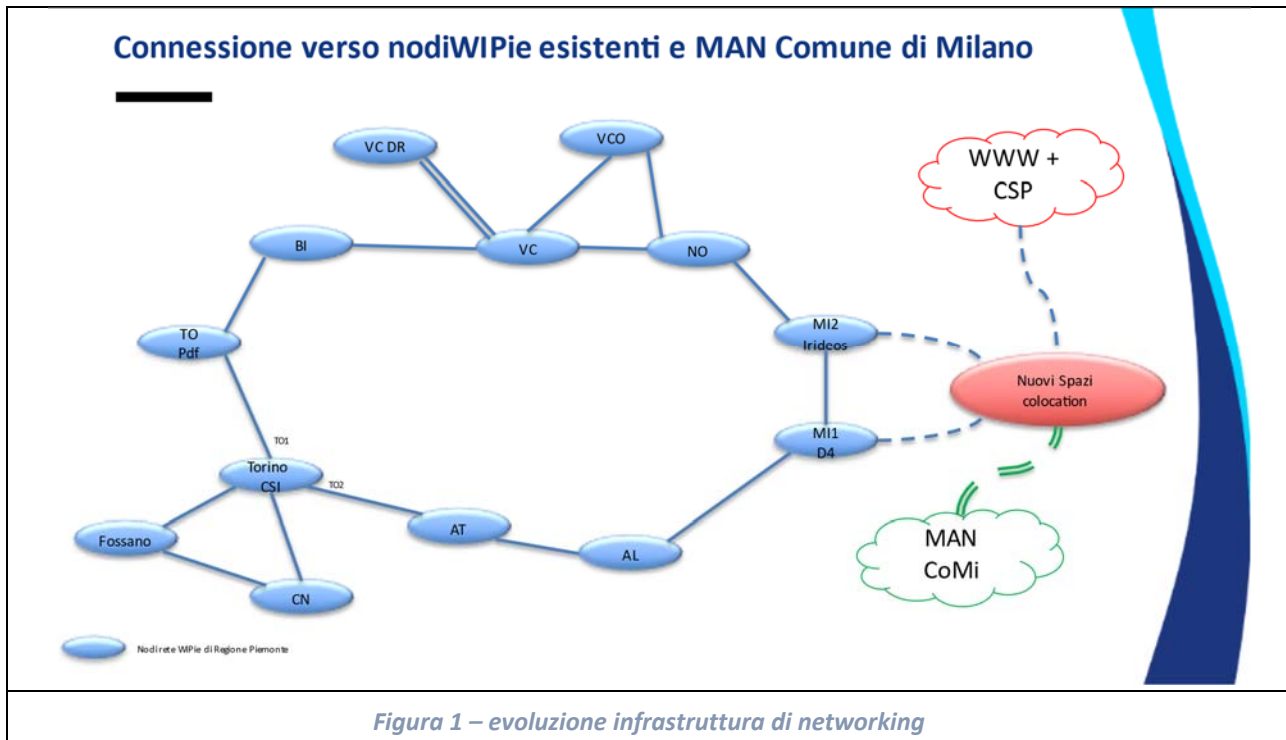 Connessione verso nodiWIPie esistenti e MAN Comune di Milano
VC DR
VCO
WWW +
CSP
BI
VC
NO
TO
Pdf
MI2
Irideos
Nuovi Spazi
colocation
MI1
D4
TO1
Torino
CSI
TO2
Fossano
AT
AL
MAN
CoMi
CN
Nodi rete WiPie di Regione Piemonte
Figura 1 – evoluzione infrastruttura di networking